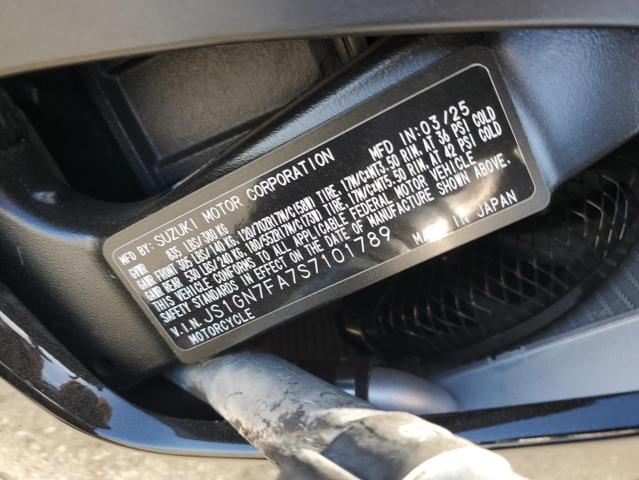 MFD BY: SUZUKI MOTOR CORPORATION MFD IN:03/25
GVWR 835 LBS/380 KG
GAWR FRONT 305 LBS/140 KG, 120/70ZR17M/C(58W) TIRE, 17M/C×MT3.50 RIM, AT 36 PSI COLD
GAWR REAR 530 LBS/240 KG, 180/55ZR17M/C(73W) TIRE, 17M/C×MT5.50 RIM, AT 42 PSI COLD
THIS VEHICLE CONFORMS TO ALL APPLICABLE FEDERAL MOTOR VEHICLE
SAFETY STANDARDS IN EFFECT ON THE DATE OF MANUFACTURE SHOWN ABOVE.
V.I.N. JS1GN7FA7S7101789 MADE IN JAPAN
MOTORCYCLE